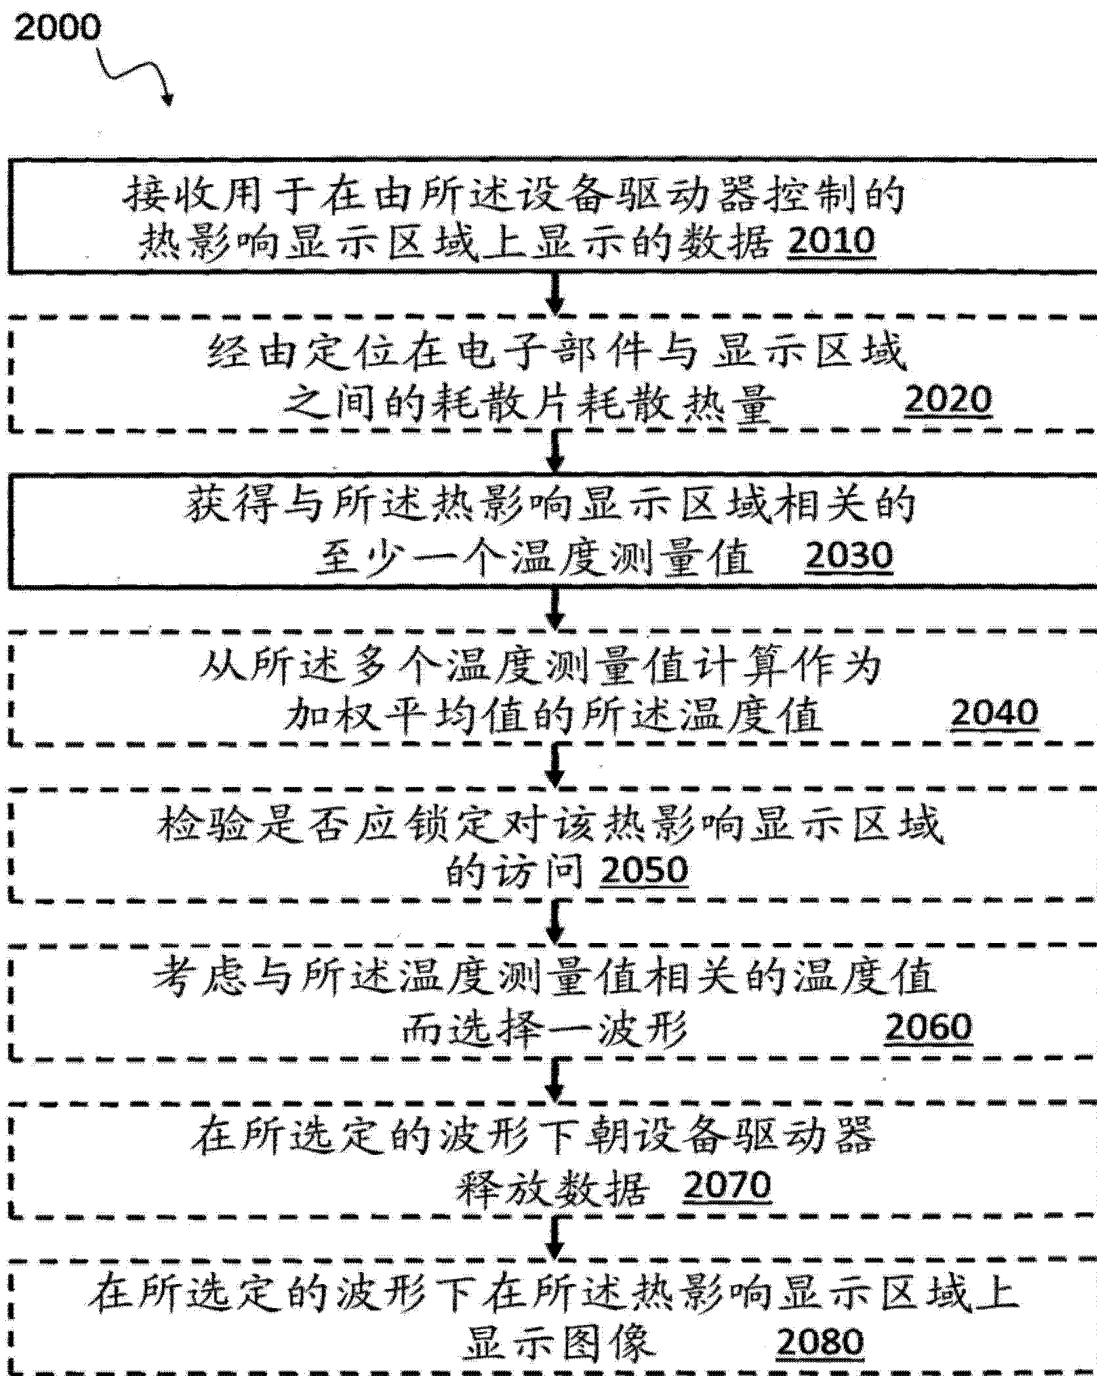 2000
接收用于在由所述设备驱动器控制的
热影响显示区域上显示的数据 2010
经由定位在电子部件与显示区域
之间的耗散片耗散热量 2020
获得与所述热影响显示区域相关的
至少一个温度测量值 2030
从所述多个温度测量值计算作为
加权平均值的所述温度值 2040
检验是否应锁定对该热影响显示区域
的访问 2050
考虑与所述温度测量值相关的温度值
而选择一波形 2060
在所选定的波形下朝设备驱动器
释放数据 2070
在所选定的波形下在所述热影响显示区域上
显示图像 2080